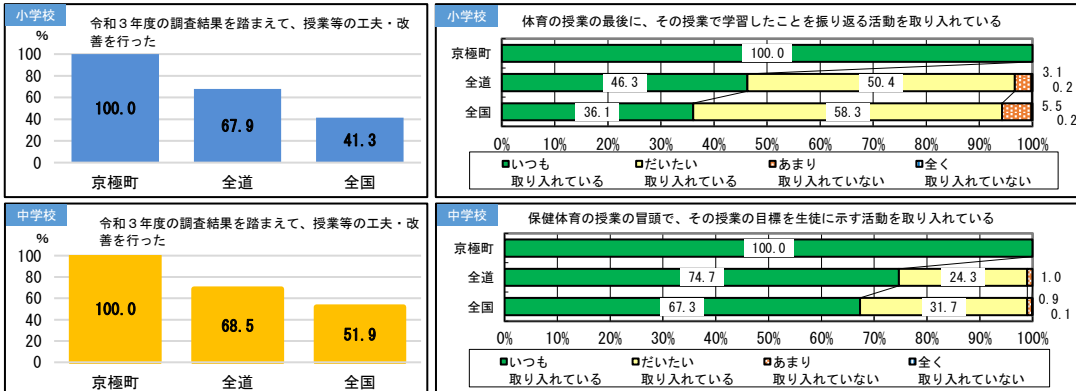 小学校
令和3年度の調査結果を踏まえて、授業等の工夫・改
善を行った
%
100
80
60
40
20
0
100.0
67.9
41.3
京極町
全道
全国
小学校
体育の授業の最後に、その授業で学習したことを振り返る活動を取り入れている
京極町
100.0
全道
46.3
50.4
3.1
0.2
全国
36.1
58.3
5.5
0.2
0% 10% 20% 30% 40% 50% 60% 70% 80% 90% 100%
いつも だいたい あまり 全く
取り入れている 取り入れている 取り入れていない 取り入れていない
中学校
令和3年度の調査結果を踏まえて、授業等の工夫・改
善を行った
%
100
80
60
40
20
0
100.0
68.5
51.9
京極町
全道
全国
中学校
保健体育の授業の冒頭で、その授業の目標を生徒に示す活動を取り入れている
京極町
100.0
全道
74.7
24.3
1.0
全国
67.3
31.7
0.9
0.1
0% 10% 20% 30% 40% 50% 60% 70% 80% 90% 100%
いつも だいたい あまり 全く
取り入れている 取り入れている 取り入れていない 取り入れていない